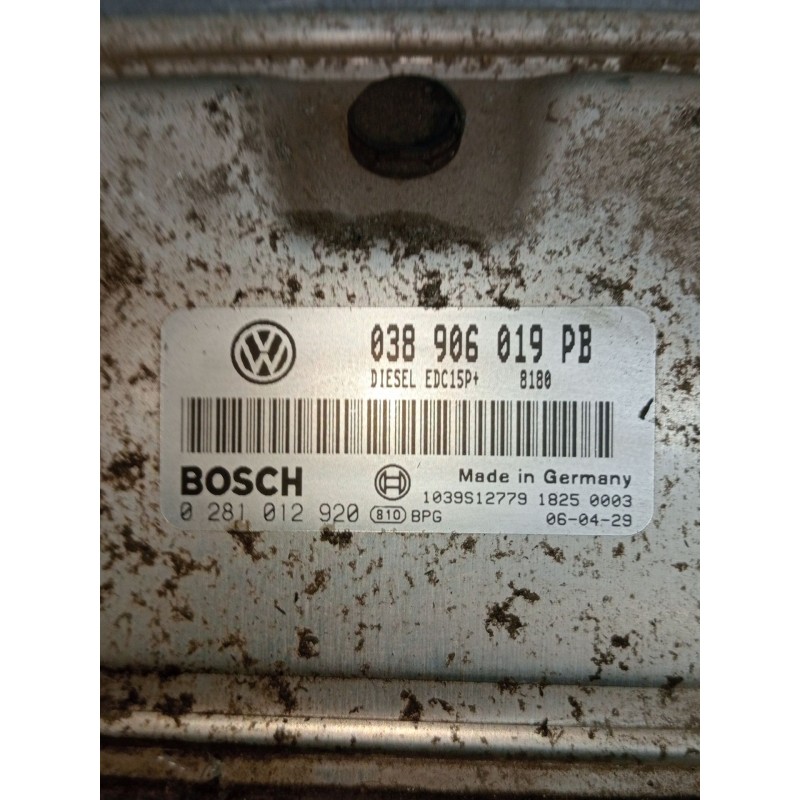 VW
038 906 019 PB
DIESEL EDC15P+ 8180
BOSCH
Made in Germany
1039S12779 1825 0003
0 281 012 920 810 BPG 06-04-29